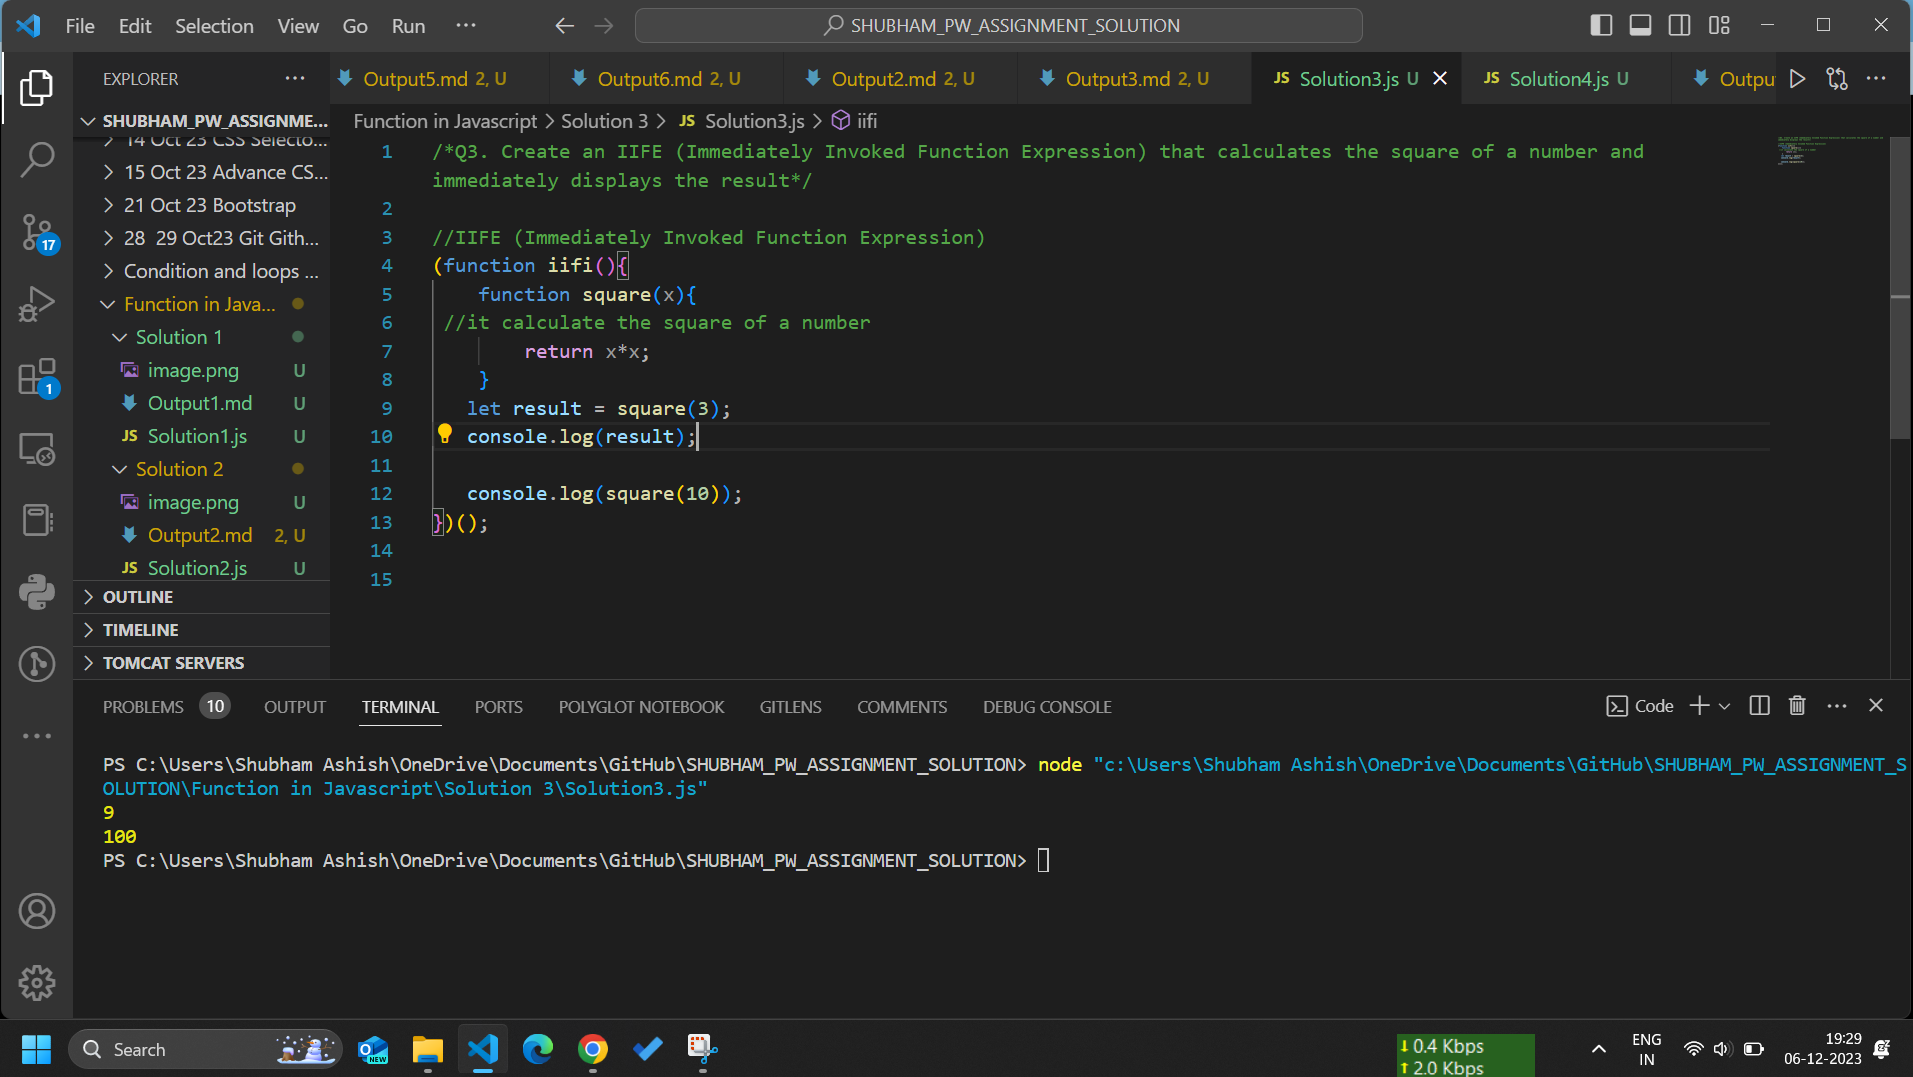 File Edit Selection View Go Run ···
SHUBHAM_PW_ASSIGNMENT_SOLUTION
EXPLORER ···
Output5.md 2, U
Output6.md 2, U
Output2.md 2, U
Output3.md 2, U
JS Solution3.js U
JS Solution4.js U
Outpu
SHUBHAM_PW_ASSIGNME...
14 Oct 23 CSS Selecto...
15 Oct 23 Advance CS...
21 Oct 23 Bootstrap
28 29 Oct23 Git Gith...
Condition and loops ...
Function in Java...
Solution 1
image.png U
Output1.md U
JS Solution1.js U
Solution 2
image.png U
Output2.md 2, U
JS Solution2.js U
OUTLINE
TIMELINE
TOMCAT SERVERS
17
1
Function in Javascript > Solution 3 > JS Solution3.js > iifi
1 /*Q3. Create an IIFE (Immediately Invoked Function Expression) that calculates the square of a number and
immediately displays the result*/
2
3 //IIFE (Immediately Invoked Function Expression)
4 (function iifi(){
5 function square(x){
6 //it calculate the square of a number
7 return x*x;
8 }
9 let result = square(3);
10 console.log(result);
11
12 console.log(square(10));
13 })();
14
15
PROBLEMS 10 OUTPUT TERMINAL PORTS POLYGLOT NOTEBOOK GITLENS COMMENTS DEBUG CONSOLE
Code
PS C:\Users\Shubham Ashish\OneDrive\Documents\GitHub\SHUBHAM_PW_ASSIGNMENT_SOLUTION> node "c:\Users\Shubham Ashish\OneDrive\Documents\GitHub\SHUBHAM_PW_ASSIGNMENT_S
OLUTION\Function in Javascript\Solution 3\Solution3.js"
9
100
PS C:\Users\Shubham Ashish\OneDrive\Documents\GitHub\SHUBHAM_PW_ASSIGNMENT_SOLUTION>
Search
NEW
↓ 0.4 Kbps
↑ 2.0 Kbps
ENG
IN
19:29
06-12-2023